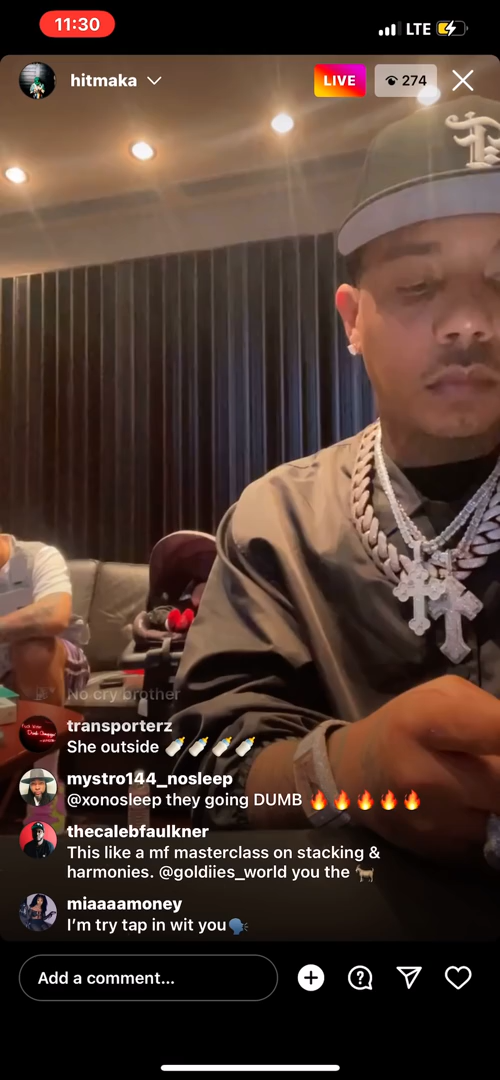 11:30
LTE
hitmaka
LIVE
274
No cry brother
transporterz
She outside 🍼🍼🍼🍼
mystro144_nosleep
@xonosleep they going DUMB 🔥🔥🔥🔥🔥
thecalebfaulkner
This like a mf masterclass on stacking &
harmonies. @goldiies_world you the 🐐
miaaaamoney
I’m try tap in wit you🗣️
Add a comment...